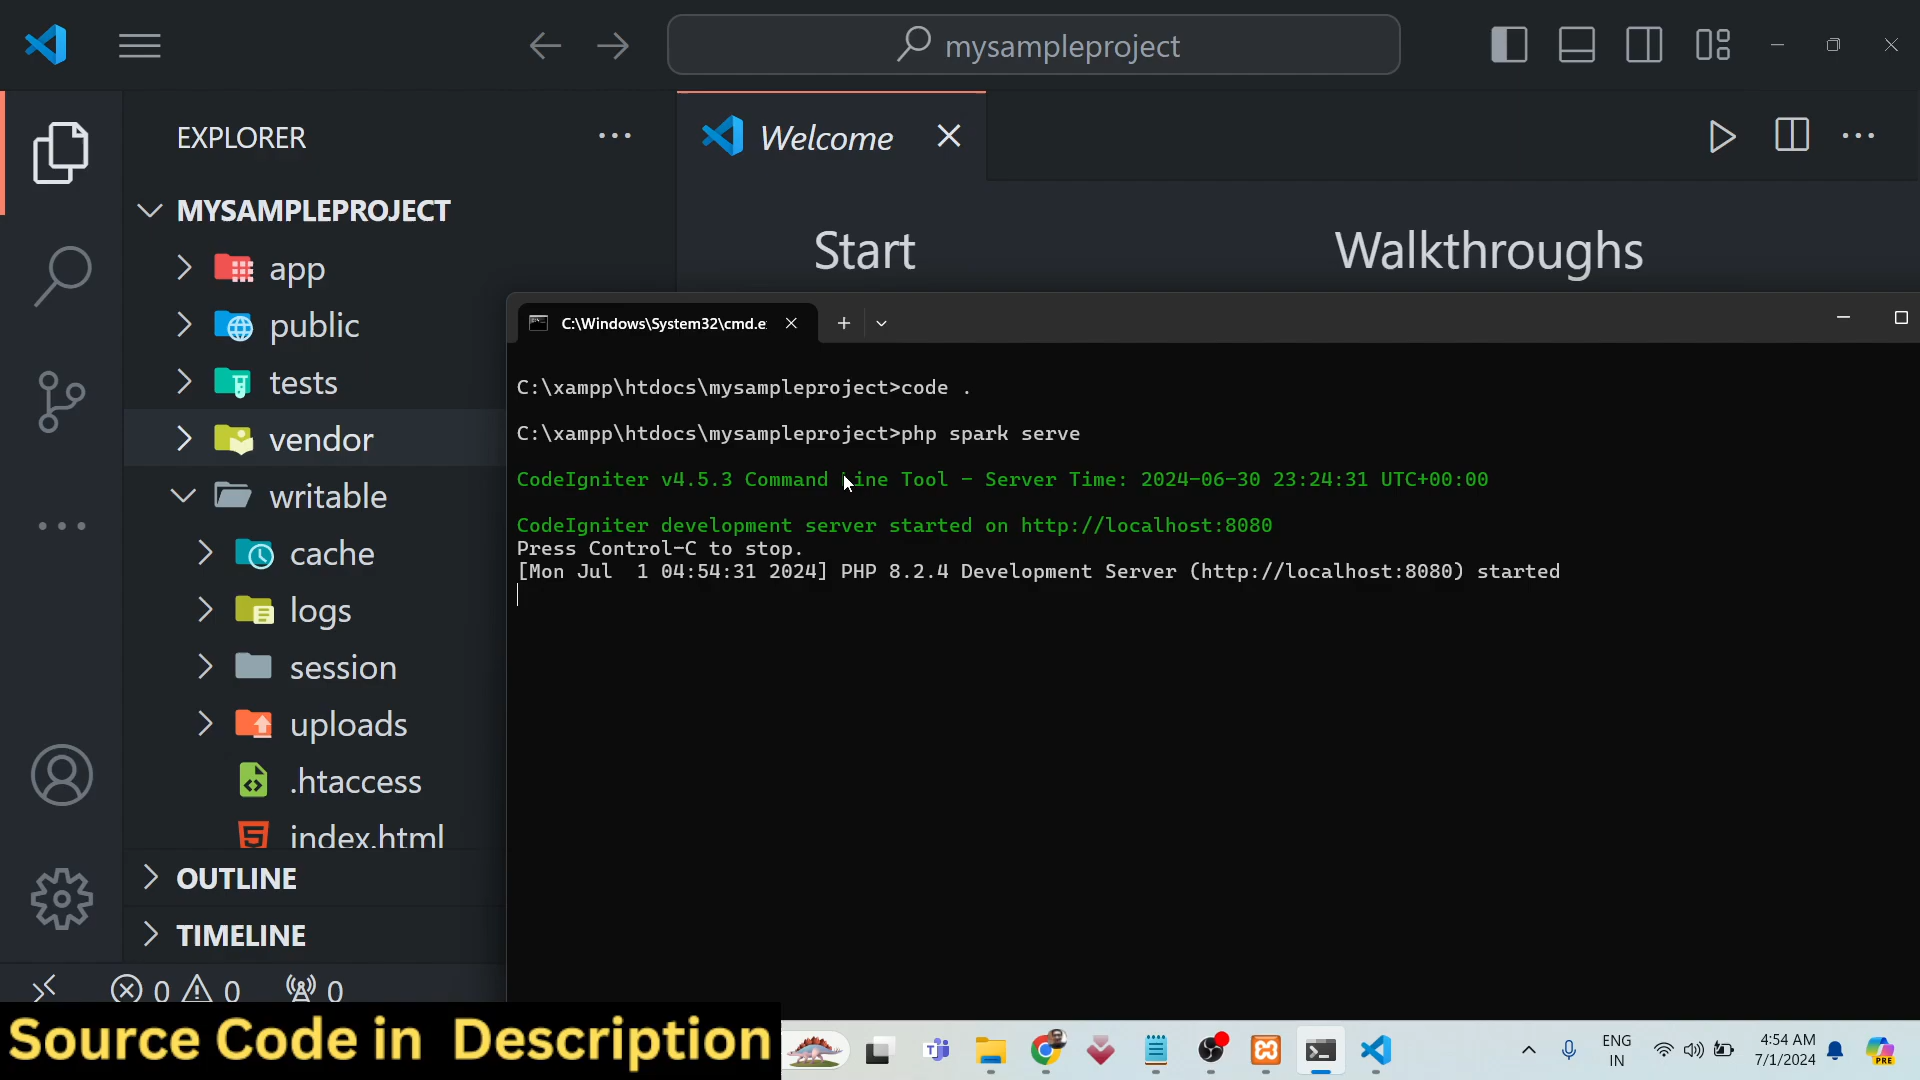 mysampleproject
EXPLORER
Welcome
MYSAMPLEPROJECT
Start
Walkthroughs
app
public
tests
vendor
writable
cache
logs
session
uploads
.htaccess
index.html
OUTLINE
TIMELINE
0 0 0
C:\Windows\System32\cmd.e
C:\xampp\htdocs\mysampleproject>code .
C:\xampp\htdocs\mysampleproject>php spark serve
CodeIgniter v4.5.3 Command Line Tool - Server Time: 2024-06-30 23:24:31 UTC+00:00
CodeIgniter development server started on http://localhost:8080
Press Control-C to stop.
[Mon Jul  1 04:54:31 2024] PHP 8.2.4 Development Server (http://localhost:8080) started
Source Code in Description
ENG
IN
4:54 AM
7/1/2024
PRE